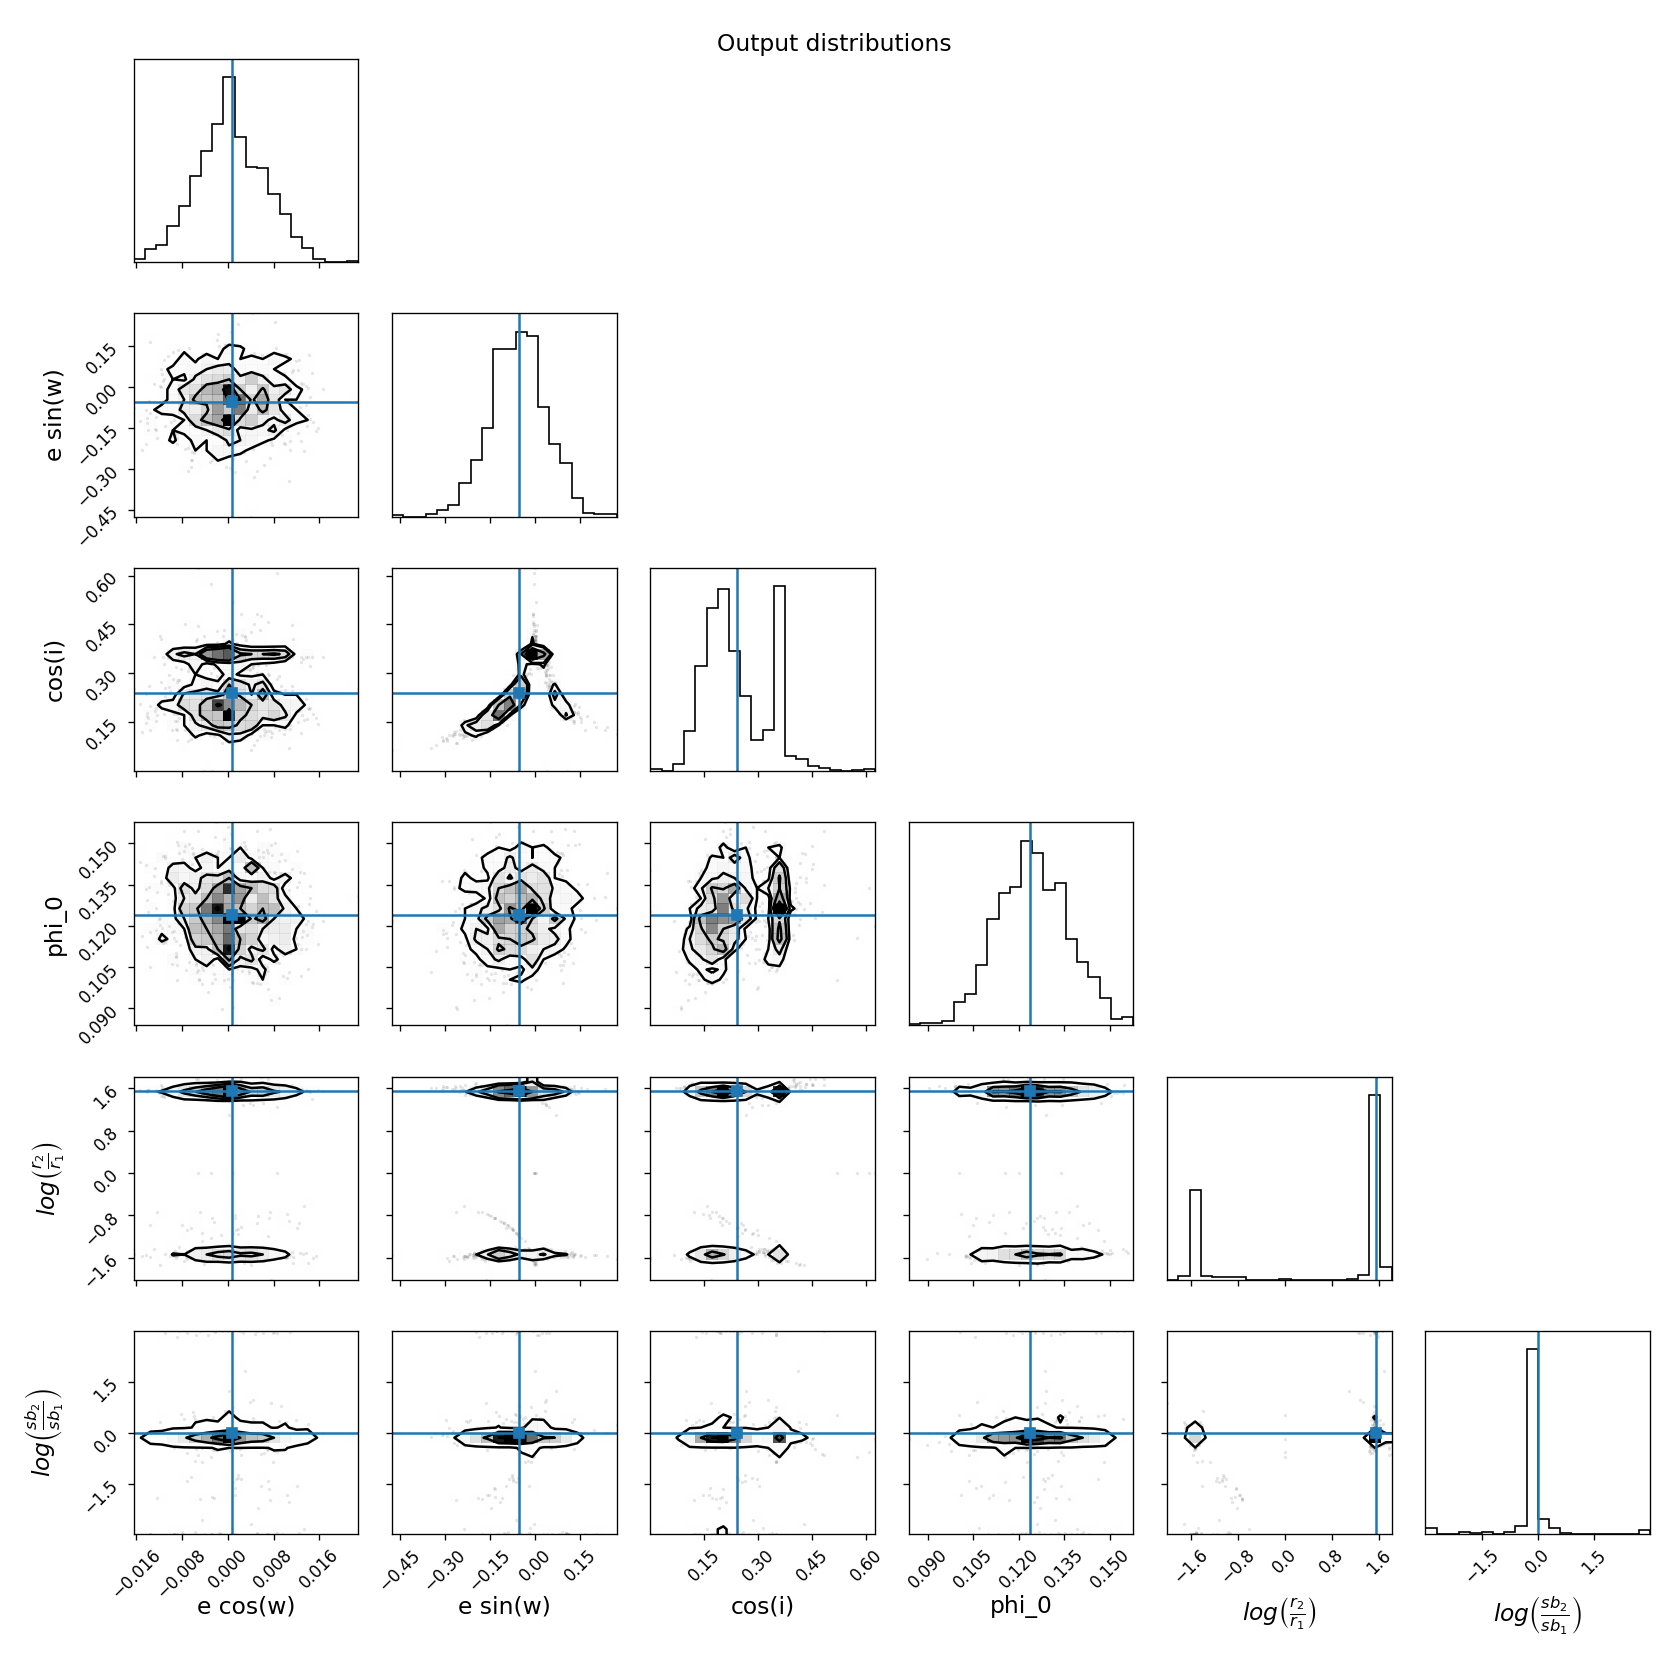 Output distributions
e sin(w)
0.15
0.00
−0.15
−0.30
−0.45
cos(i)
0.60
0.45
0.30
0.15
phi_0
0.150
0.135
0.120
0.105
0.090
log(r2/r1)
1.6
0.8
0.0
−0.8
−1.6
log(sb2/sb1)
1.5
0.0
−1.5
−0.016 −0.008 0.000 0.008 0.016
−0.45 −0.30 −0.15 0.00 0.15
0.15 0.30 0.45 0.60
0.090 0.105 0.120 0.135 0.150
−1.6 −0.8 0.0 0.8 1.6
−1.5 0.0 1.5
e cos(w) e sin(w) cos(i) phi_0 log(r2/r1) log(sb2/sb1)